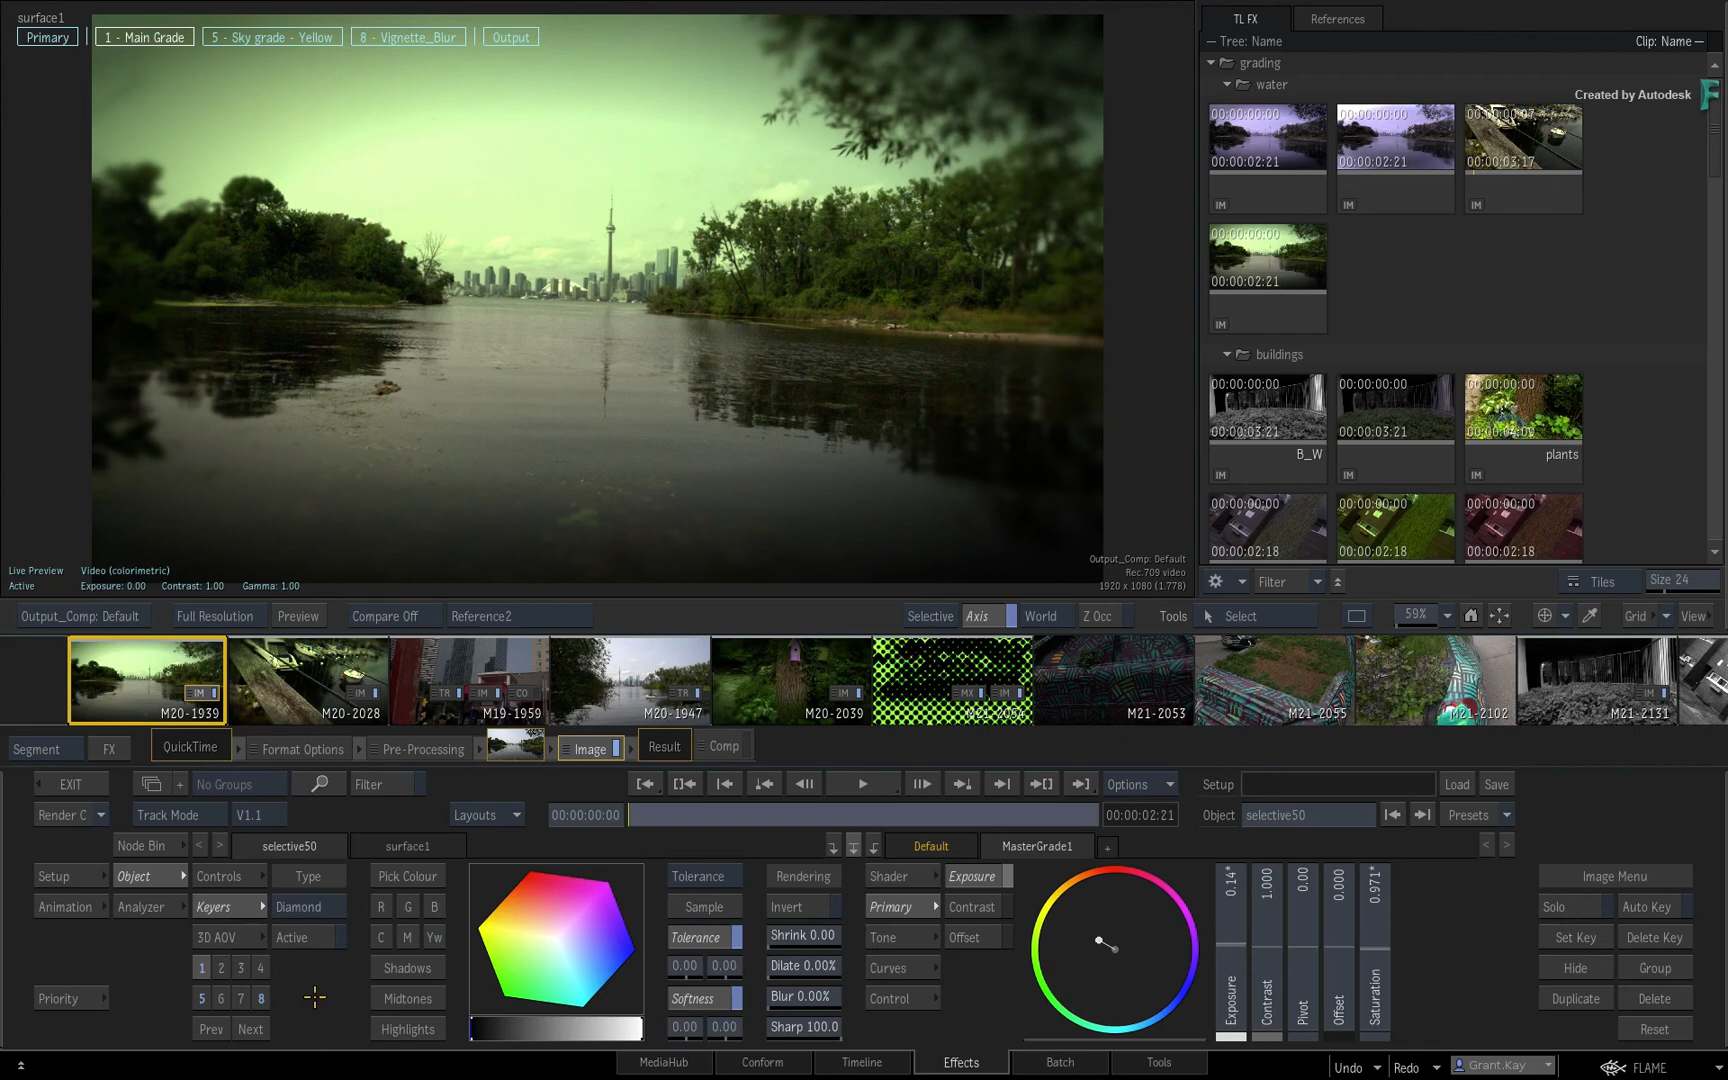 surface1
Primary
1 - Main Grade
5 - Sky grade - Yellow
8 - Vignette_Blur
Output
Live Preview
Active
Video (colorimetric)
Exposure: 0.00
Contrast: 1.00
Gamma: 1.00
Output_Comp: Default
Rec.709 video
1920 x 1080 (1.778)
TL FX
References
Tree: Name
Clip: Name
grading
water
Created by Autodesk
00:00:00:00
00:00:02:21
IM
00:00:00:00
00:00:02:21
IM
00:00:00:07
00:00:03:17
IM
00:00:00:00
00:00:02:21
IM
buildings
00:00:00:00
00:00:03:21
B_W
IM
00:00:00:00
00:00:03:21
IM
00:00:00:00
00:00:04:09
plants
IM
00:00:00:00
00:00:02:18
00:00:00:00
00:00:02:18
00:00:00:00
00:00:02:18
Filter
Tiles
Size 24
Output_Comp: Default
Full Resolution
Preview
Compare Off
Reference2
Selective
Axis
World
Z Occ
Tools
Select
59%
Grid
View
IM
M20-1939
IM
M20-2028
TR
IM
CO
M19-1959
TR
M20-1947
IM
M20-2039
MX
IM
M21-2054
M21-2053
M21-2055
M21-2102
IM
M21-2131
Segment
FX
QuickTime
Format Options
Pre-Processing
Image
Result
Comp
EXIT
+
No Groups
Filter
Options
Setup
Load
Save
Render C
Track Mode
V1.1
Layouts
00:00:00:00
00:00:02:21
Object
selective50
Presets
Node Bin
<
>
selective50
surface1
Default
MasterGrade1
+
<
>
Setup
Object
Controls
Type
Pick Colour
Tolerance
Rendering
Shader
Exposure
Image Menu
Animation
Analyzer
Keyers
Diamond
R
G
B
Sample
Invert
Primary
Contrast
Solo
Auto Key
3D AOV
Active
C
M
Yw
Tolerance
Shrink 0.00
Tone
Offset
Set Key
Delete Key
1
2
3
4
Shadows
0.00
0.00
Dilate 0.00%
Curves
Hide
Group
Priority
5
6
7
8
Midtones
Softness
Blur 0.00%
Control
Duplicate
Delete
Prev
Next
Highlights
0.00
0.00
Sharp 100.0
Reset
0.14*
Exposure
1.000
Contrast
0.00
Pivot
0.000
Offset
0.971*
Saturation
MediaHub
Conform
Timeline
Effects
Batch
Tools
Undo
Redo
Grant.Kay
FLAME